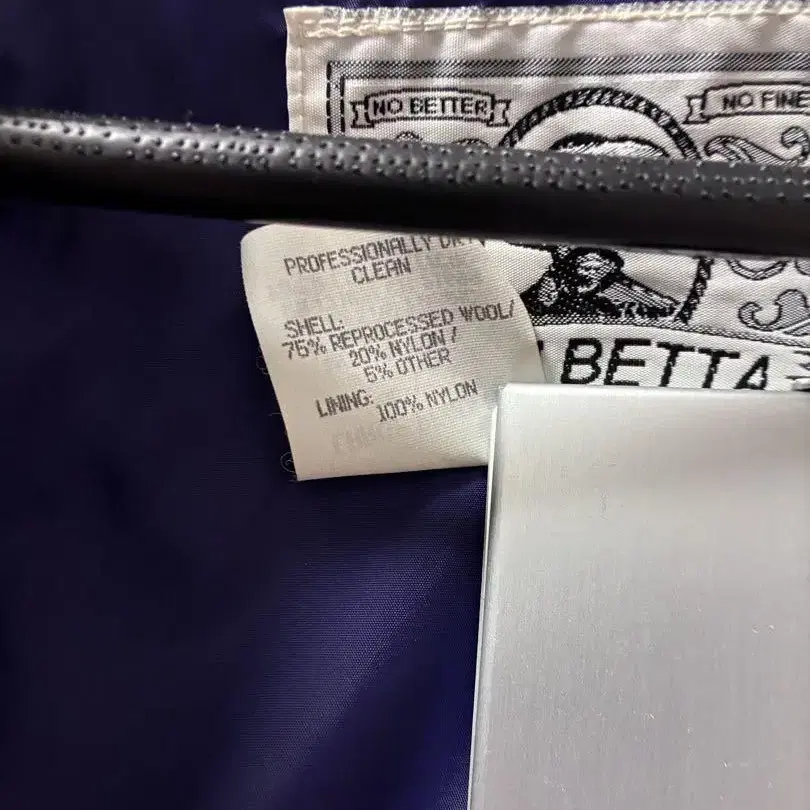 NO BETTER
NO FINE
PROFESSIONALLY DRY
CLEAN
SHELL:
75% REPROCESSED WOOL/
20% NYLON /
5% OTHER
LINING:
100% NYLON
BETTA